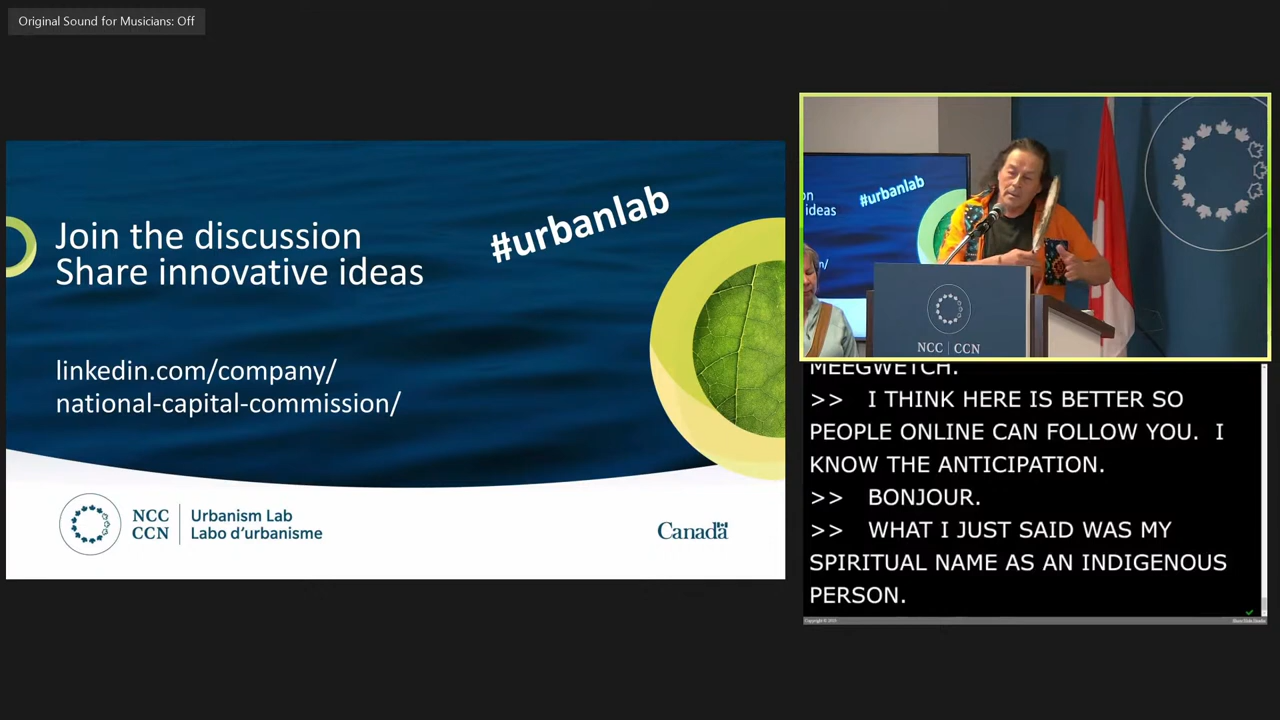 Original Sound for Musicians: Off
Join the discussion
Share innovative ideas
#urbanlab
linkedin.com/company/
national-capital-commission/
NCC
CCN
Urbanism Lab
Labo d'urbanisme
Canada
ideas
#urbanlab
NCC | CCN
MEEGWETCH.
>> I THINK HERE IS BETTER SO
PEOPLE ONLINE CAN FOLLOW YOU. I
KNOW THE ANTICIPATION.
>> BONJOUR.
>> WHAT I JUST SAID WAS MY
SPIRITUAL NAME AS AN INDIGENOUS
PERSON.